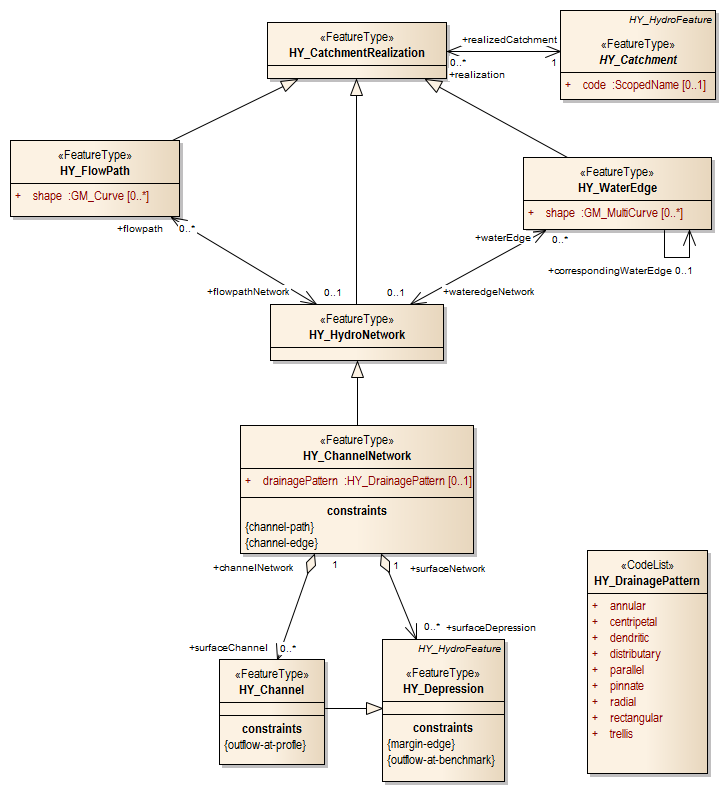 «FeatureType»
HY_CatchmentRealization
+realizedCatchment
0..*
1
+realization
HY_HydroFeature
«FeatureType»
HY_Catchment
+ code :ScopedName [0..1]
«FeatureType»
HY_FlowPath
+ shape :GM_Curve [0..*]
«FeatureType»
HY_WaterEdge
+ shape :GM_MultiCurve [0..*]
+flowpath
0..*
+waterEdge
0..*
+correspondingWaterEdge 0..1
+flowpathNetwork
0..1
0..1
+wateredgeNetwork
«FeatureType»
HY_HydroNetwork
«FeatureType»
HY_ChannelNetwork
+ drainagePattern :HY_DrainagePattern [0..1]
constraints
{channel-path}
{channel-edge}
+channelNetwork
1
1
+surfaceNetwork
+surfaceChannel
0..*
0..*
+surfaceDepression
«FeatureType»
HY_Channel
constraints
{outflow-at-profile}
HY_HydroFeature
«FeatureType»
HY_Depression
constraints
{margin-edge}
{outflow-at-benchmark}
«CodeList»
HY_DrainagePattern
+ annular
+ centripetal
+ dendritic
+ distributary
+ parallel
+ pinnate
+ radial
+ rectangular
+ trellis